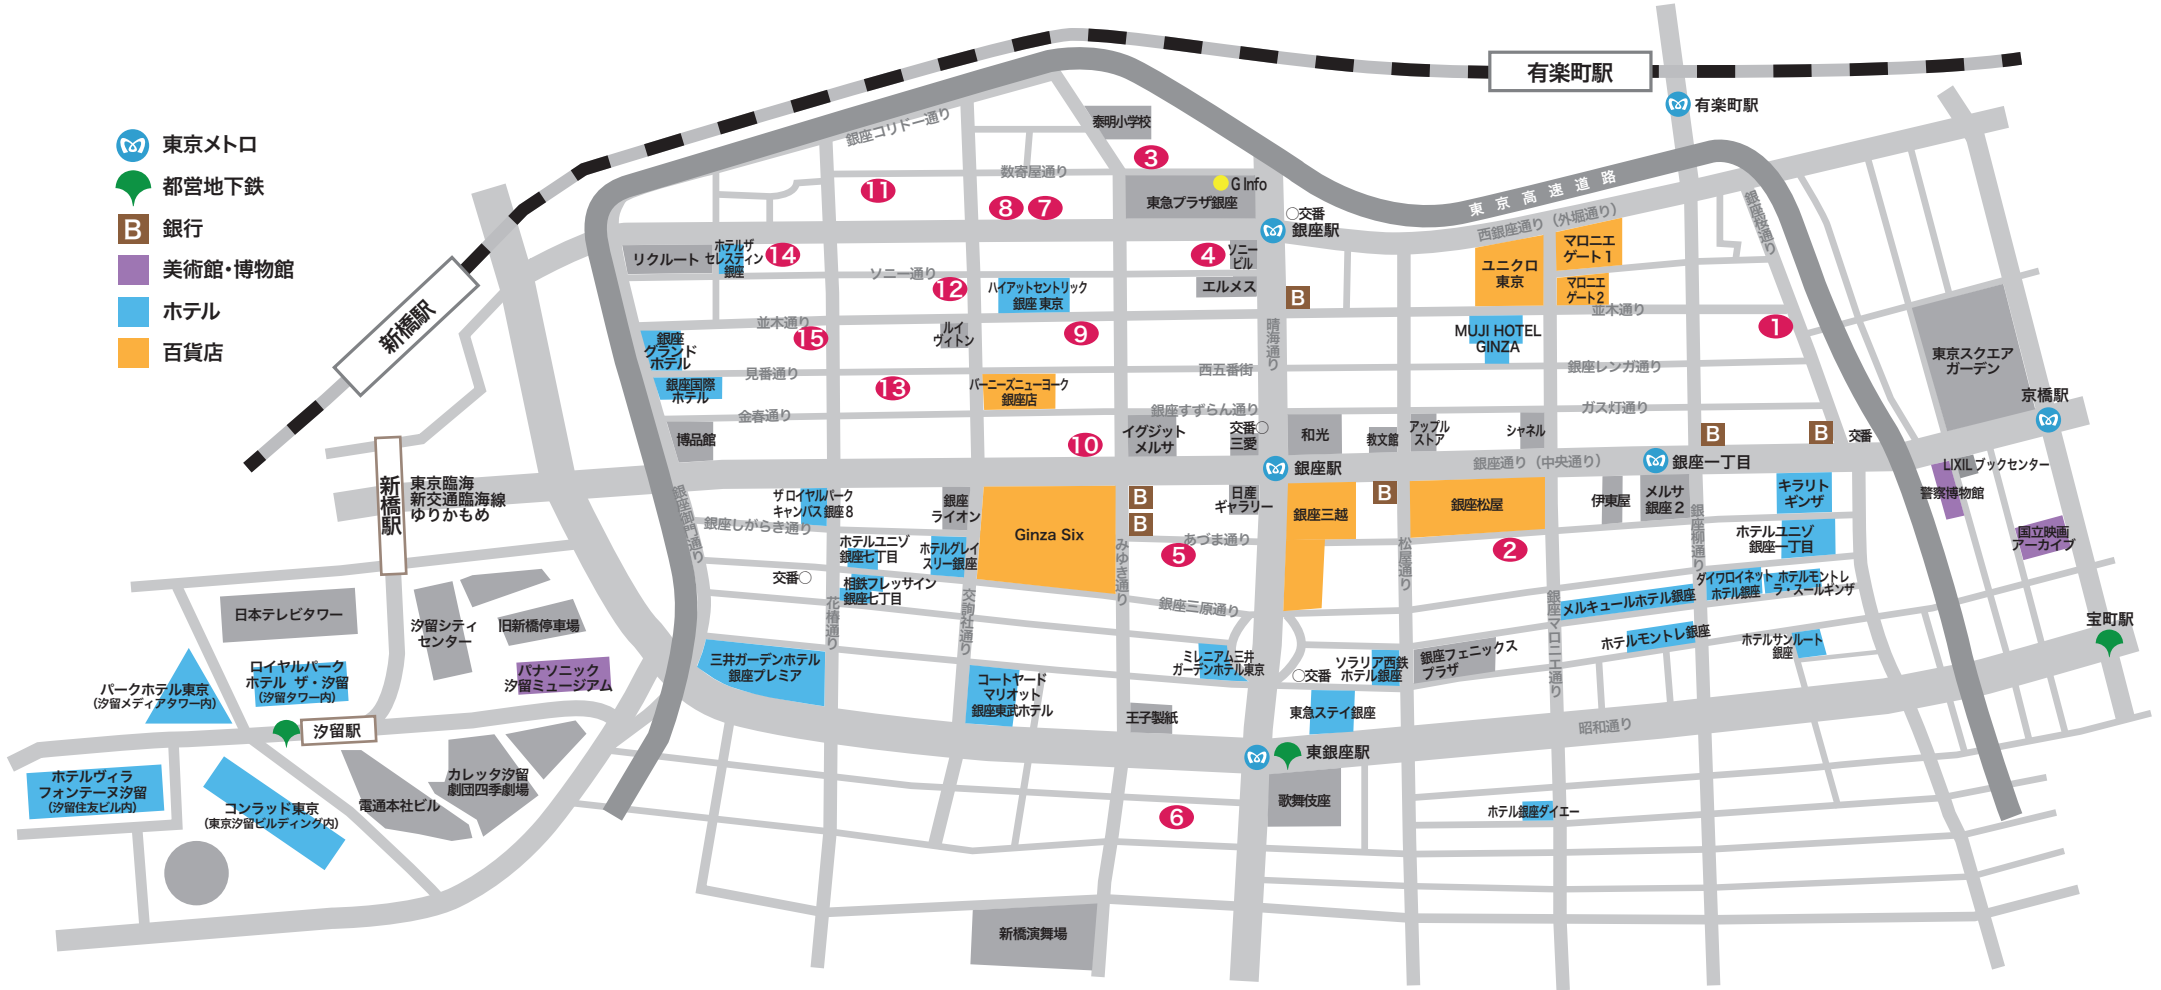 東京メトロ
都営地下鉄
B 銀行
美術館・博物館
ホテル
百貨店
有楽町駅
有楽町駅
東京高速道路
銀座コリドー通り
泰明小学校
3
数寄屋通り
11
8
7
G Info
東急プラザ銀座
○交番
銀座駅
西銀座通り（外堀通り）
銀座桜通り
マロニエ
ゲート1
ユニクロ
東京
マロニエ
ゲート2
リクルート
ホテルザ
セレスティン
銀座
14
ソニー通り
4
ソニー
ビル
12
ハイアットセントリック
銀座 東京
エルメス
B
新橋駅
並木通り
並木通り
15
ルイ
ヴィトン
9
晴海通り
MUJI HOTEL
GINZA
1
銀座
グランド
ホテル
見番通り
西五番街
銀座レンガ通り
東京スクエア
ガーデン
銀座国際
ホテル
13
バーニーズニューヨーク
銀座店
京橋駅
金春通り
銀座すずらん通り
ガス灯通り
博品館
10
イグジット
メルサ
交番○
三愛
和光
教文館
アップル
ストア
シャネル
B
B
交番
銀座駅
銀座通り（中央通り）
銀座一丁目
LIXIL ブックセンター
警察博物館
国立映画
アーカイブ
新橋駅
東京臨海
新交通臨海線
ゆりかもめ
銀座御門通り
ザ ロイヤルパーク
キャンバス 銀座8
銀座
ライオン
Ginza Six
B
B
日産
ギャラリー
銀座三越
B
銀座松屋
伊東屋
メルサ
銀座2
キラリト
ギンザ
銀座しがらき通り
あづま通り
5
2
銀座柳通り
ホテルユニゾ
銀座一丁目
ホテルユニゾ
銀座七丁目
ホテルグレイ
スリー銀座
みゆき通り
松屋通り
交番○
相鉄フレッサイン
銀座七丁目
花椿通り
交詢社通り
銀座三原通り
銀座マロニエ通り
メルキュールホテル銀座
ダイワロイネット
ホテル銀座
ホテルモントレ
ラ・スールギンザ
ホテルモントレ銀座
ホテルサンルート
銀座
宝町駅
日本テレビタワー
汐留シティ
センター
旧新橋停車場
ロイヤルパーク
ホテル ザ・汐留
（汐留タワー内）
パナソニック
汐留ミュージアム
パークホテル東京
（汐留メディアタワー内）
三井ガーデンホテル
銀座プレミア
コートヤード
マリオット
銀座東武ホテル
ミレニアム三井
ガーデンホテル東京
○交番
ソラリア西鉄
ホテル銀座
銀座フェニックス
プラザ
王子製紙
東急ステイ銀座
昭和通り
汐留駅
東銀座駅
ホテルヴィラ
フォンテーヌ汐留
（汐留住友ビル内）
コンラッド東京
（東京汐留ビルディング内）
電通本社ビル
カレッタ汐留
劇団四季劇場
6
歌舞伎座
ホテル銀座ダイエー
新橋演舞場